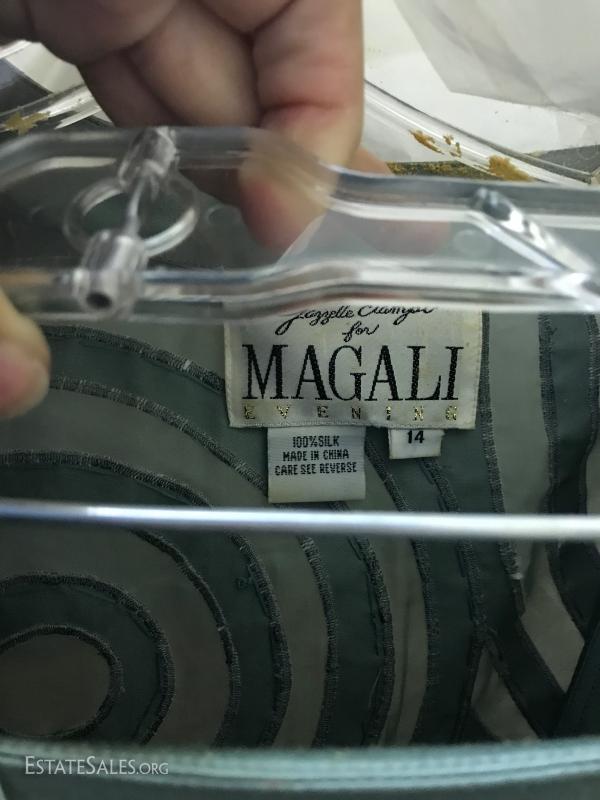 for
MAGALI
EVENING
100%SILK
MADE IN CHINA
CARE SEE REVERSE
14
ESTATESALES.ORG